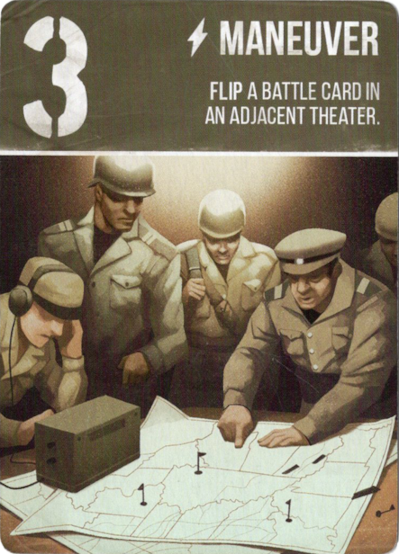 3
MANEUVER
FLIP A BATTLE CARD IN
AN ADJACENT THEATER.